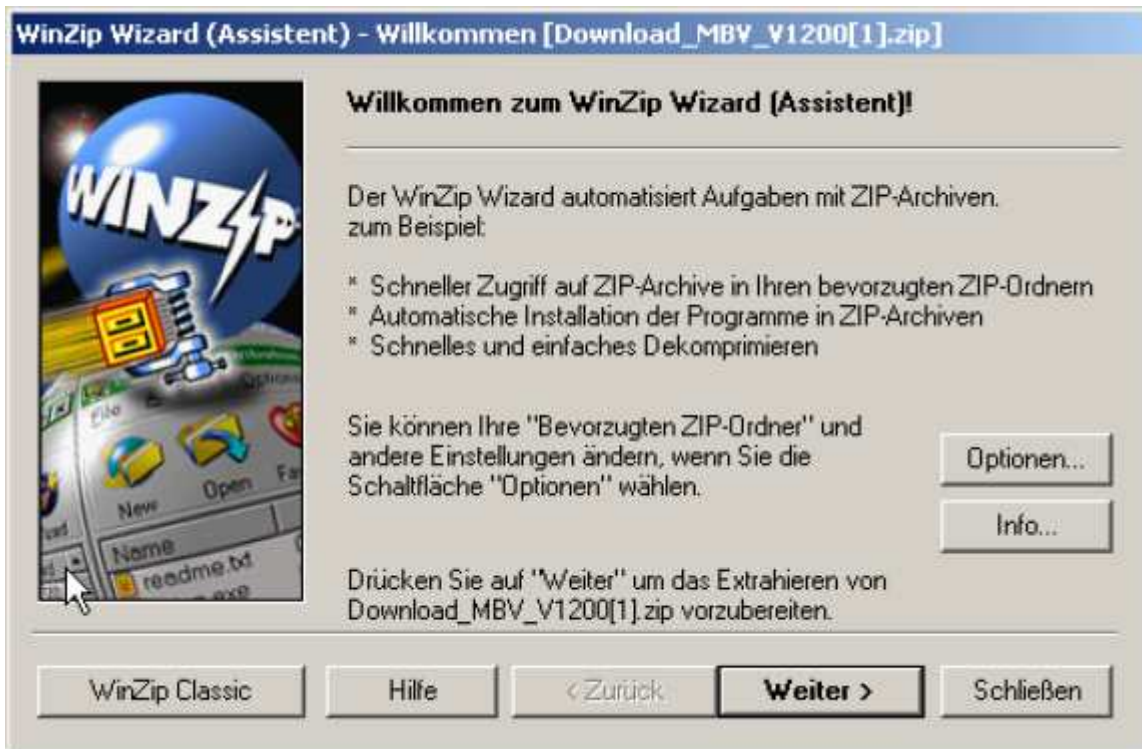 WinZip Wizard (Assistent) - Willkommen [Download_MBV_V1200[1].zip]
Willkommen zum WinZip Wizard (Assistent)!
Der WinZip Wizard automatisiert Aufgaben mit ZIP-Archiven.
zum Beispiel:
* Schneller Zugriff auf ZIP-Archive in Ihren bevorzugten ZIP-Ordnern
* Automatische Installation der Programme in ZIP-Archiven
* Schnelles und einfaches Dekomprimieren
Sie können Ihre "Bevorzugten ZIP-Ordner" und
andere Einstellungen ändern, wenn Sie die
Schaltfläche "Optionen" wählen.
Optionen...
Info...
Drücken Sie auf "Weiter" um das Extrahieren von
Download_MBV_V1200[1].zip vorzubereiten.
WINZIP
File
Options
New Open
Name
readme.txt
WinZip Classic Hilfe < Zurück Weiter > Schließen